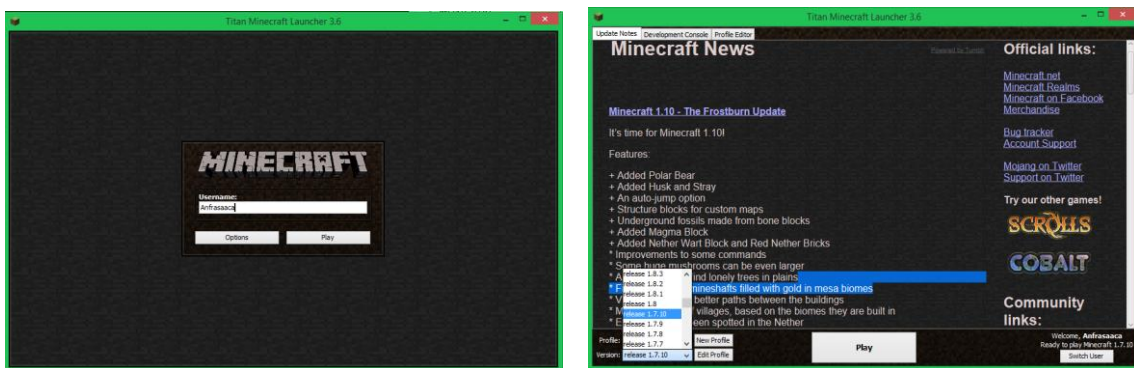 Titan Minecraft Launcher 3.6
MINECRAFT
Username:
Anfrasaaca
Options
Play
Titan Minecraft Launcher 3.6
Update Notes
Development Console
Profile Editor
Minecraft News
Powered by Tumblr
Minecraft 1.10 - The Frostburn Update
It's time for Minecraft 1.10!
Features:
+ Added Polar Bear
+ Added Husk and Stray
+ An auto-jump option
+ Structure blocks for custom maps
+ Underground fossils made from bone blocks
+ Added Magma Block
+ Added Nether Wart Block and Red Nether Bricks
* Improvements to some commands
* Some huge mushrooms can be even larger
* A ind lonely trees in plains
* F mineshafts filled with gold in mesa biomes
* V better paths between the buildings
* M villages, based on the biomes they are built in
* E een spotted in the Nether
release 1.8.3
release 1.8.2
release 1.8.1
release 1.8
release 1.7.10
release 1.7.9
release 1.7.8
release 1.7.7
Profile:
New Profile
Version:
release 1.7.10
Edit Profile
Play
Official links:
Minecraft.net
Minecraft Realms
Minecraft on Facebook
Merchandise
Bug tracker
Account Support
Mojang on Twitter
Support on Twitter
Try our other games!
SCROLLS
COBALT
Community
links:
Welcome, Anfrasaaca
Ready to play Minecraft 1.7.10
Switch User